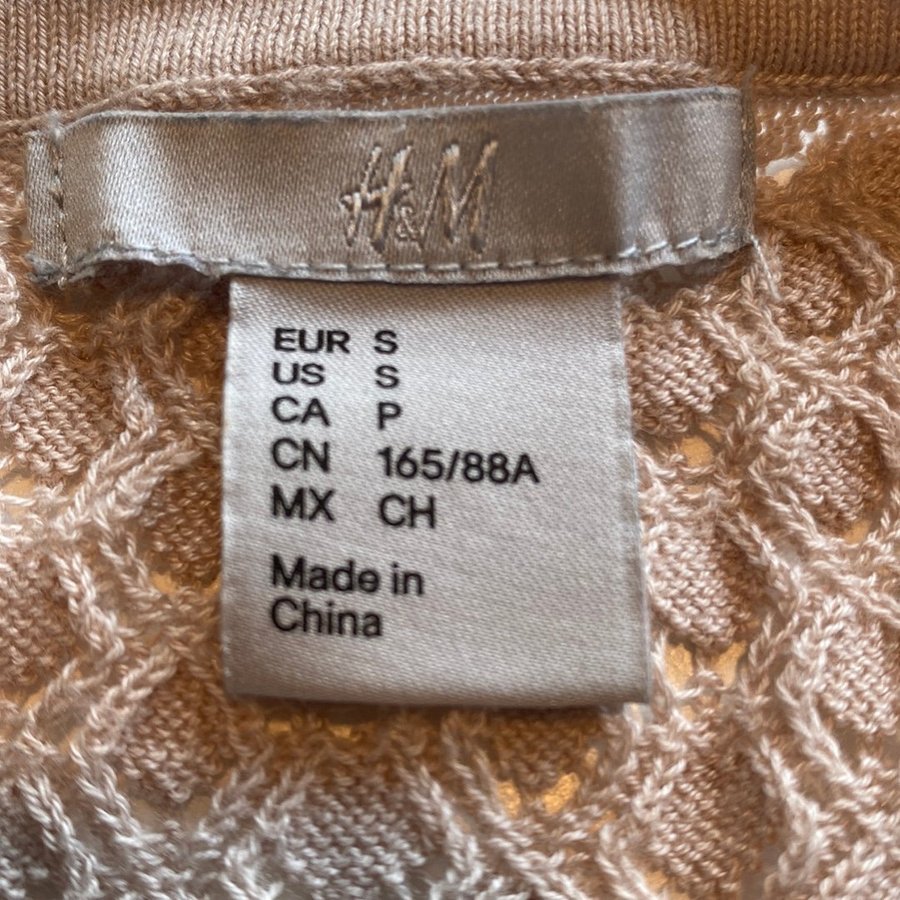 H&M
EUR S
US S
CA P
CN 165/88A
MX CH
Made in
China